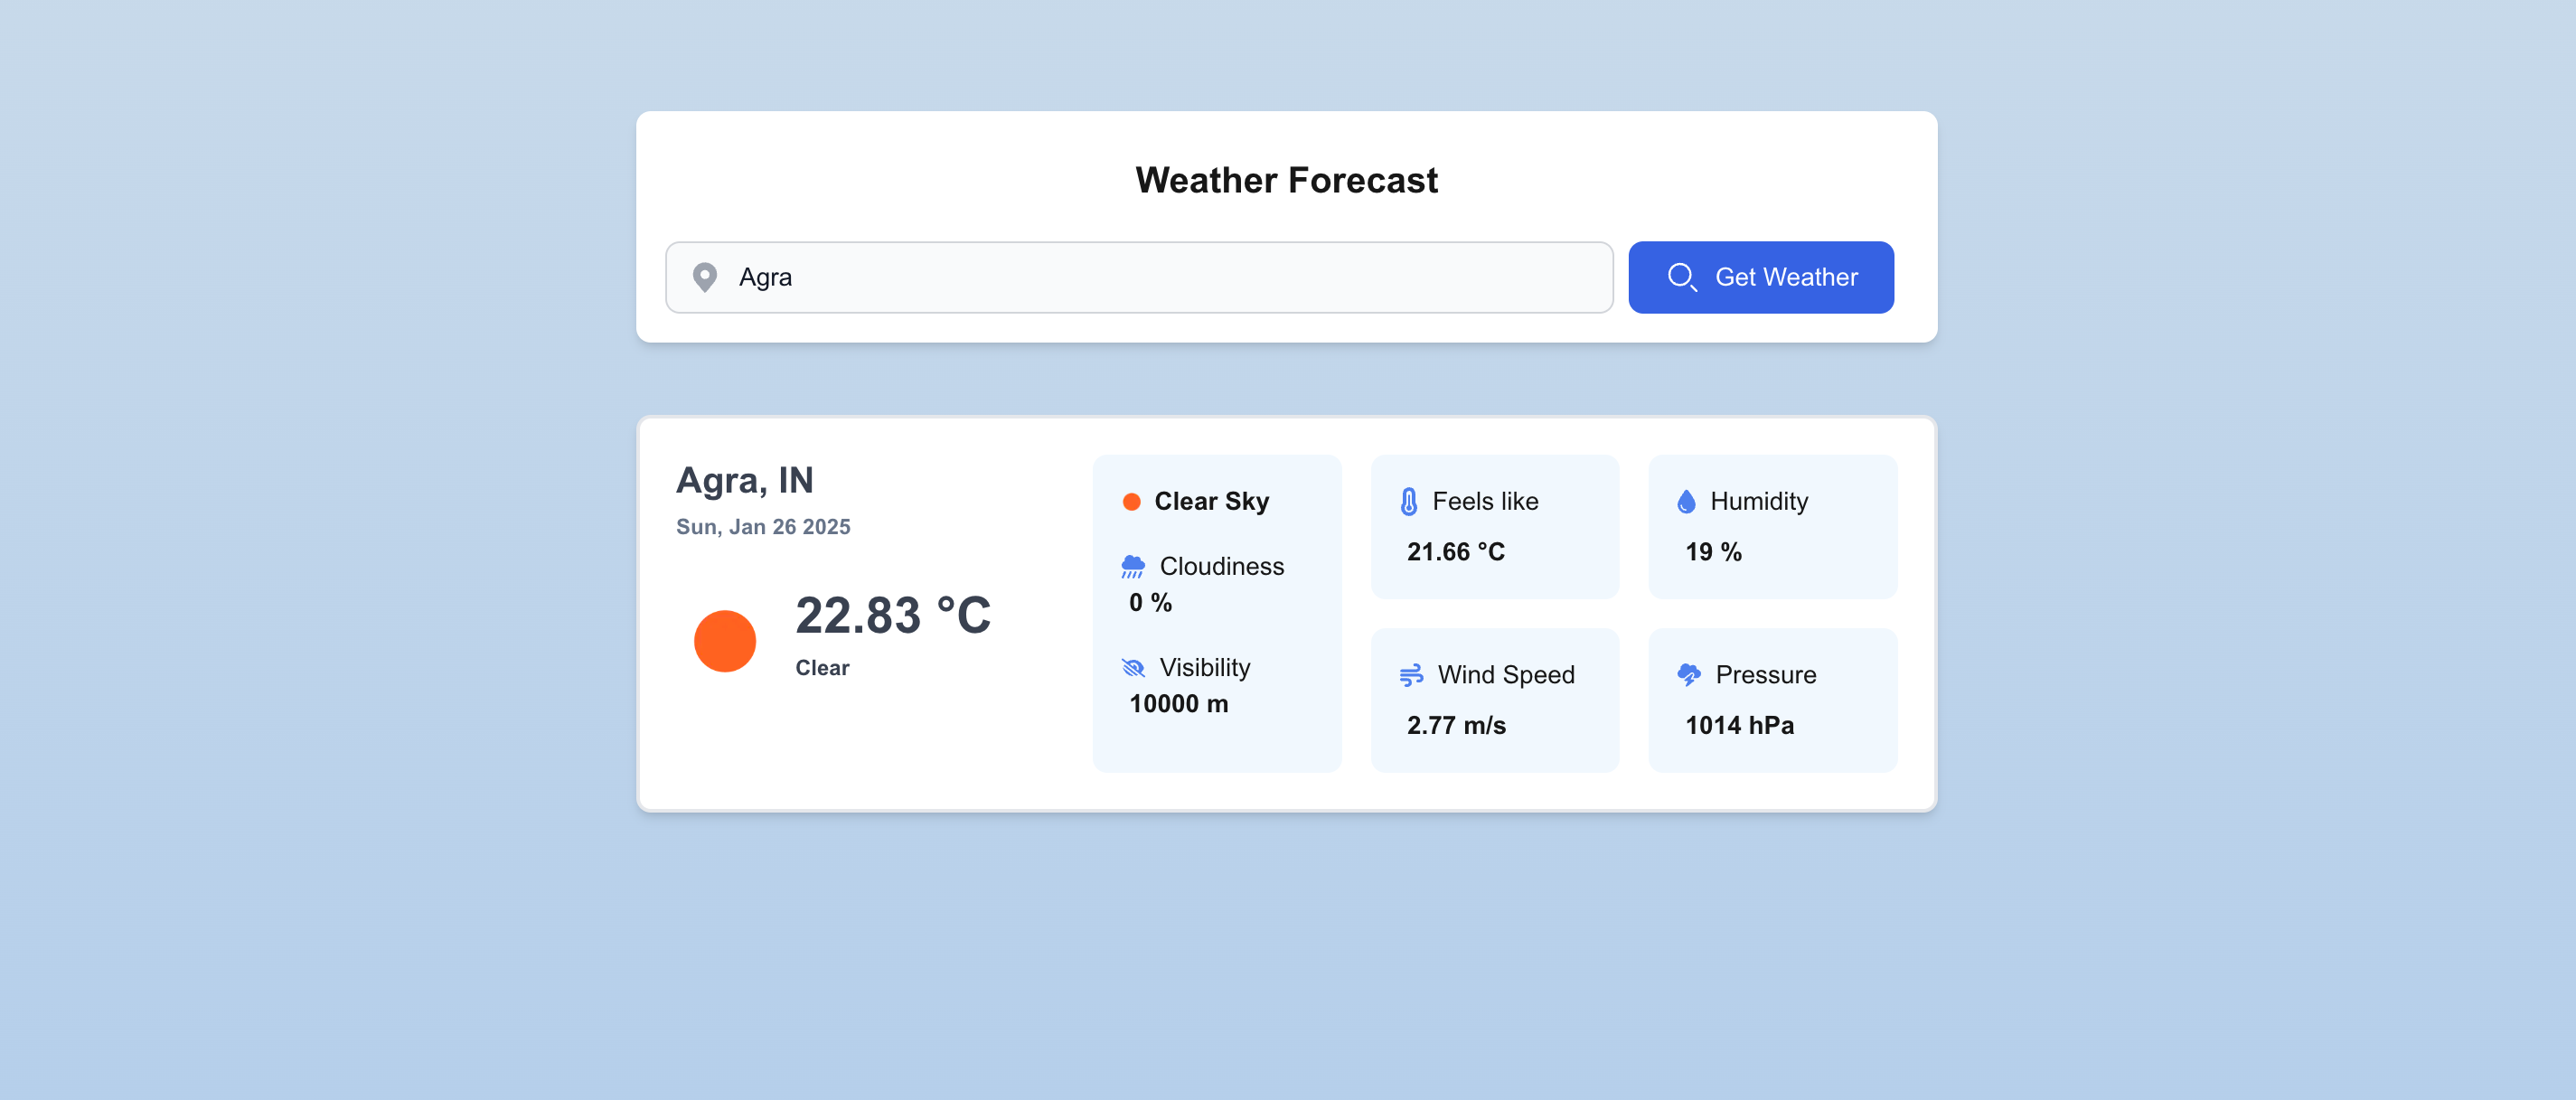 Weather Forecast
Agra
Get Weather
Agra, IN
Sun, Jan 26 2025
22.83 °C
Clear
Clear Sky
Cloudiness
0 %
Visibility
10000 m
Feels like
21.66 °C
Humidity
19 %
Wind Speed
2.77 m/s
Pressure
1014 hPa